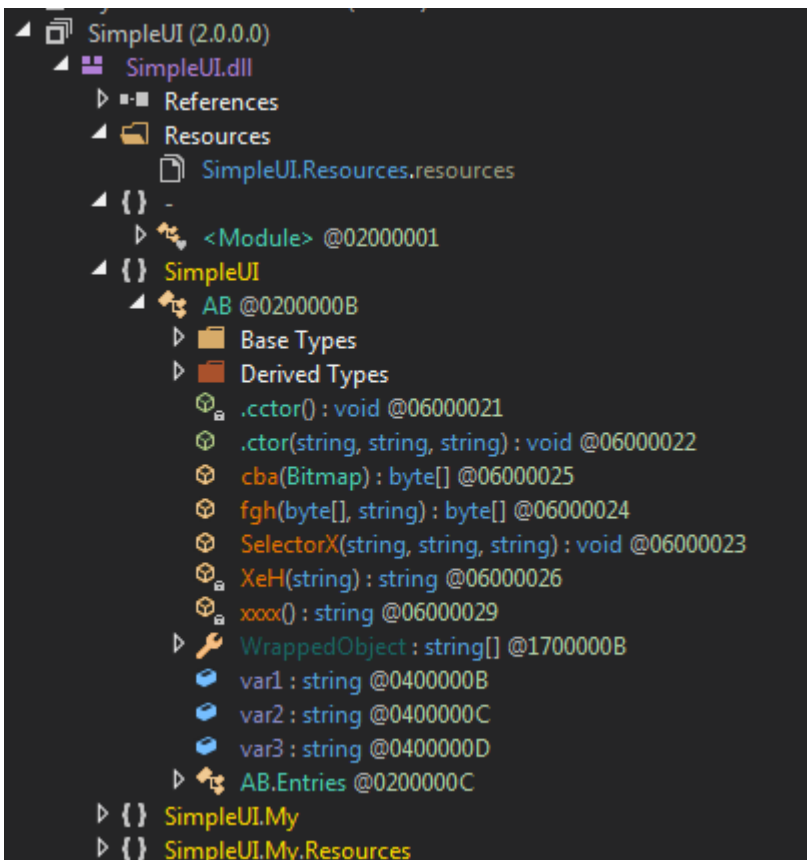 SimpleUI (2.0.0.0)
SimpleUI.dll
References
Resources
SimpleUI.Resources.resources
{ } -
<Module> @02000001
{ } SimpleUI
AB @0200000B
Base Types
Derived Types
.cctor() : void @06000021
.ctor(string, string, string) : void @06000022
cba(Bitmap) : byte[] @06000025
fgh(byte[], string) : byte[] @06000024
SelectorX(string, string, string) : void @06000023
XeH(string) : string @06000026
xxxx() : string @06000029
WrappedObject : string[] @1700000B
var1 : string @0400000B
var2 : string @0400000C
var3 : string @0400000D
AB.Entries @0200000C
{ } SimpleUI.My
{ } SimpleUI.My.Resources